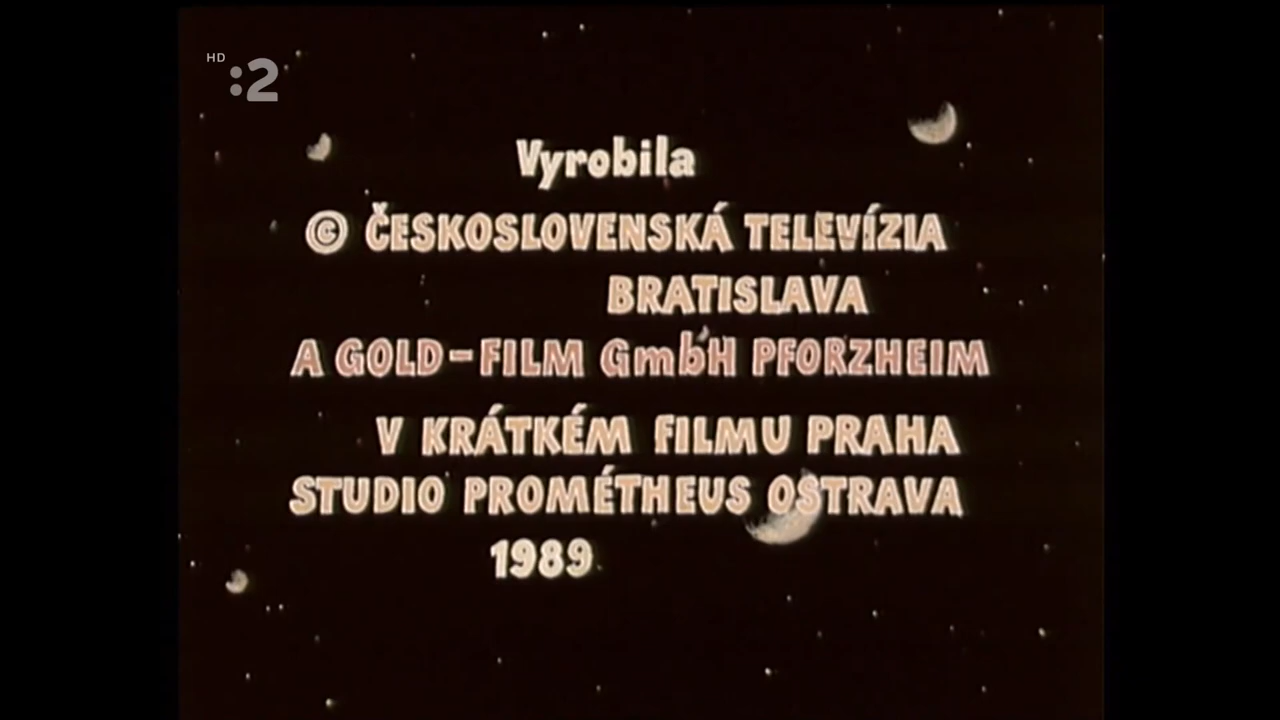 HD
:2
Vyrobila
© ČESKOSLOVENSKÁ TELEVÍZIA
BRATISLAVA
A GOLD-FILM GmbH PFORZHEIM
V KRÁTKÉM FILMU PRAHA
STUDIO PROMÉTHEUS OSTRAVA
1989